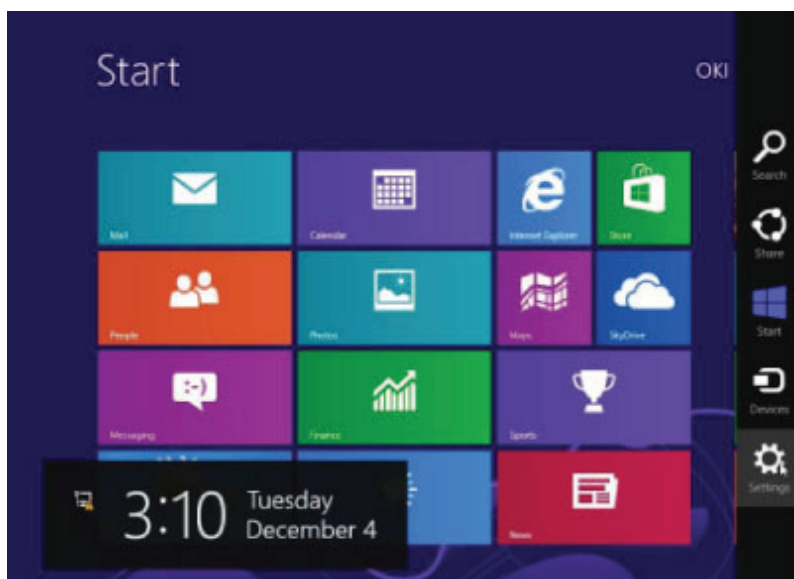 Start
OKI
Search
Share
Start
Devices
Settings
Mail
Calendar
Internet Explorer
Store
People
Photos
Maps
SkyDrive
Messaging
Finance
Sports
News
3:10
Tuesday
December 4